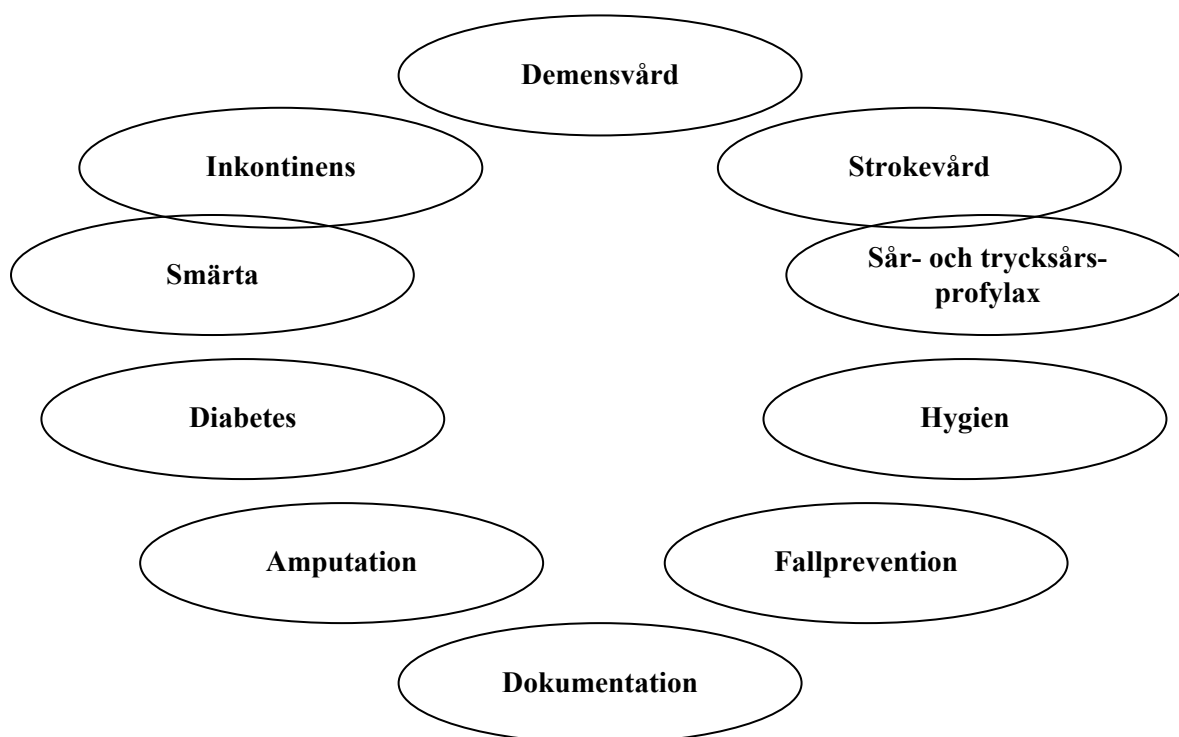 Demensvård
Inkontinens
Strokevård
Smärta
Sår- och trycksårs-
profylax
Diabetes
Hygien
Amputation
Fallprevention
Dokumentation